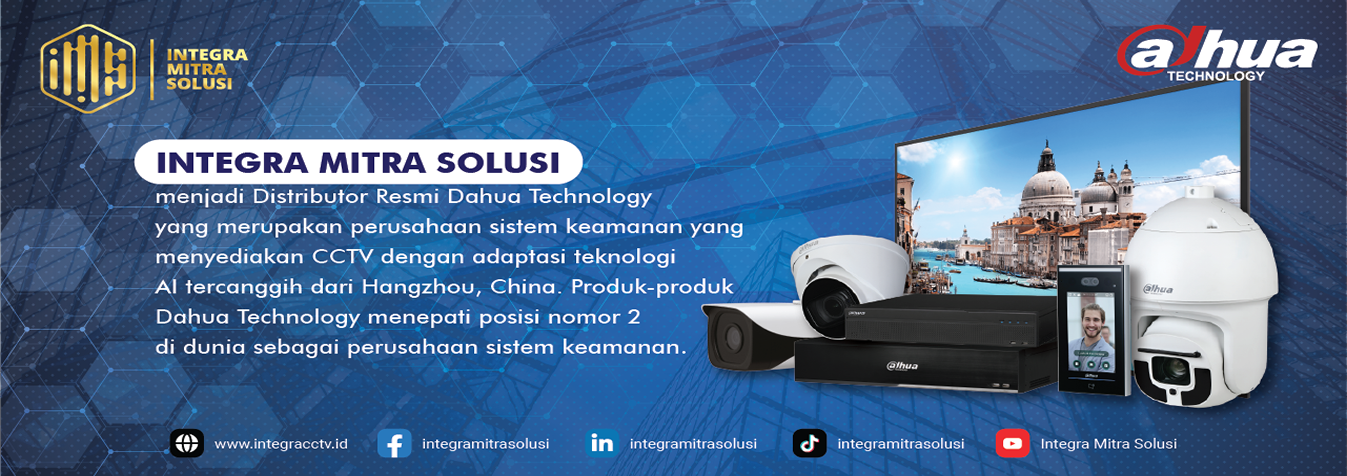 INTEGRA
MITRA
SOLUSI
alhua
TECHNOLOGY
INTEGRA MITRA SOLUSI
menjadi Distributor Resmi Dahua Technology
yang merupakan perusahaan sistem keamanan yang
menyediakan CCTV dengan adaptasi teknologi
AI tercanggih dari Hangzhou, China. Produk-produk
Dahua Technology menepati posisi nomor 2
di dunia sebagai perusahaan sistem keamanan.
alhua
alhua
alhua
alhua
www.integracctv.id
integramitrasolusi
integramitrasolusi
integramitrasolusi
Integra Mitra Solusi